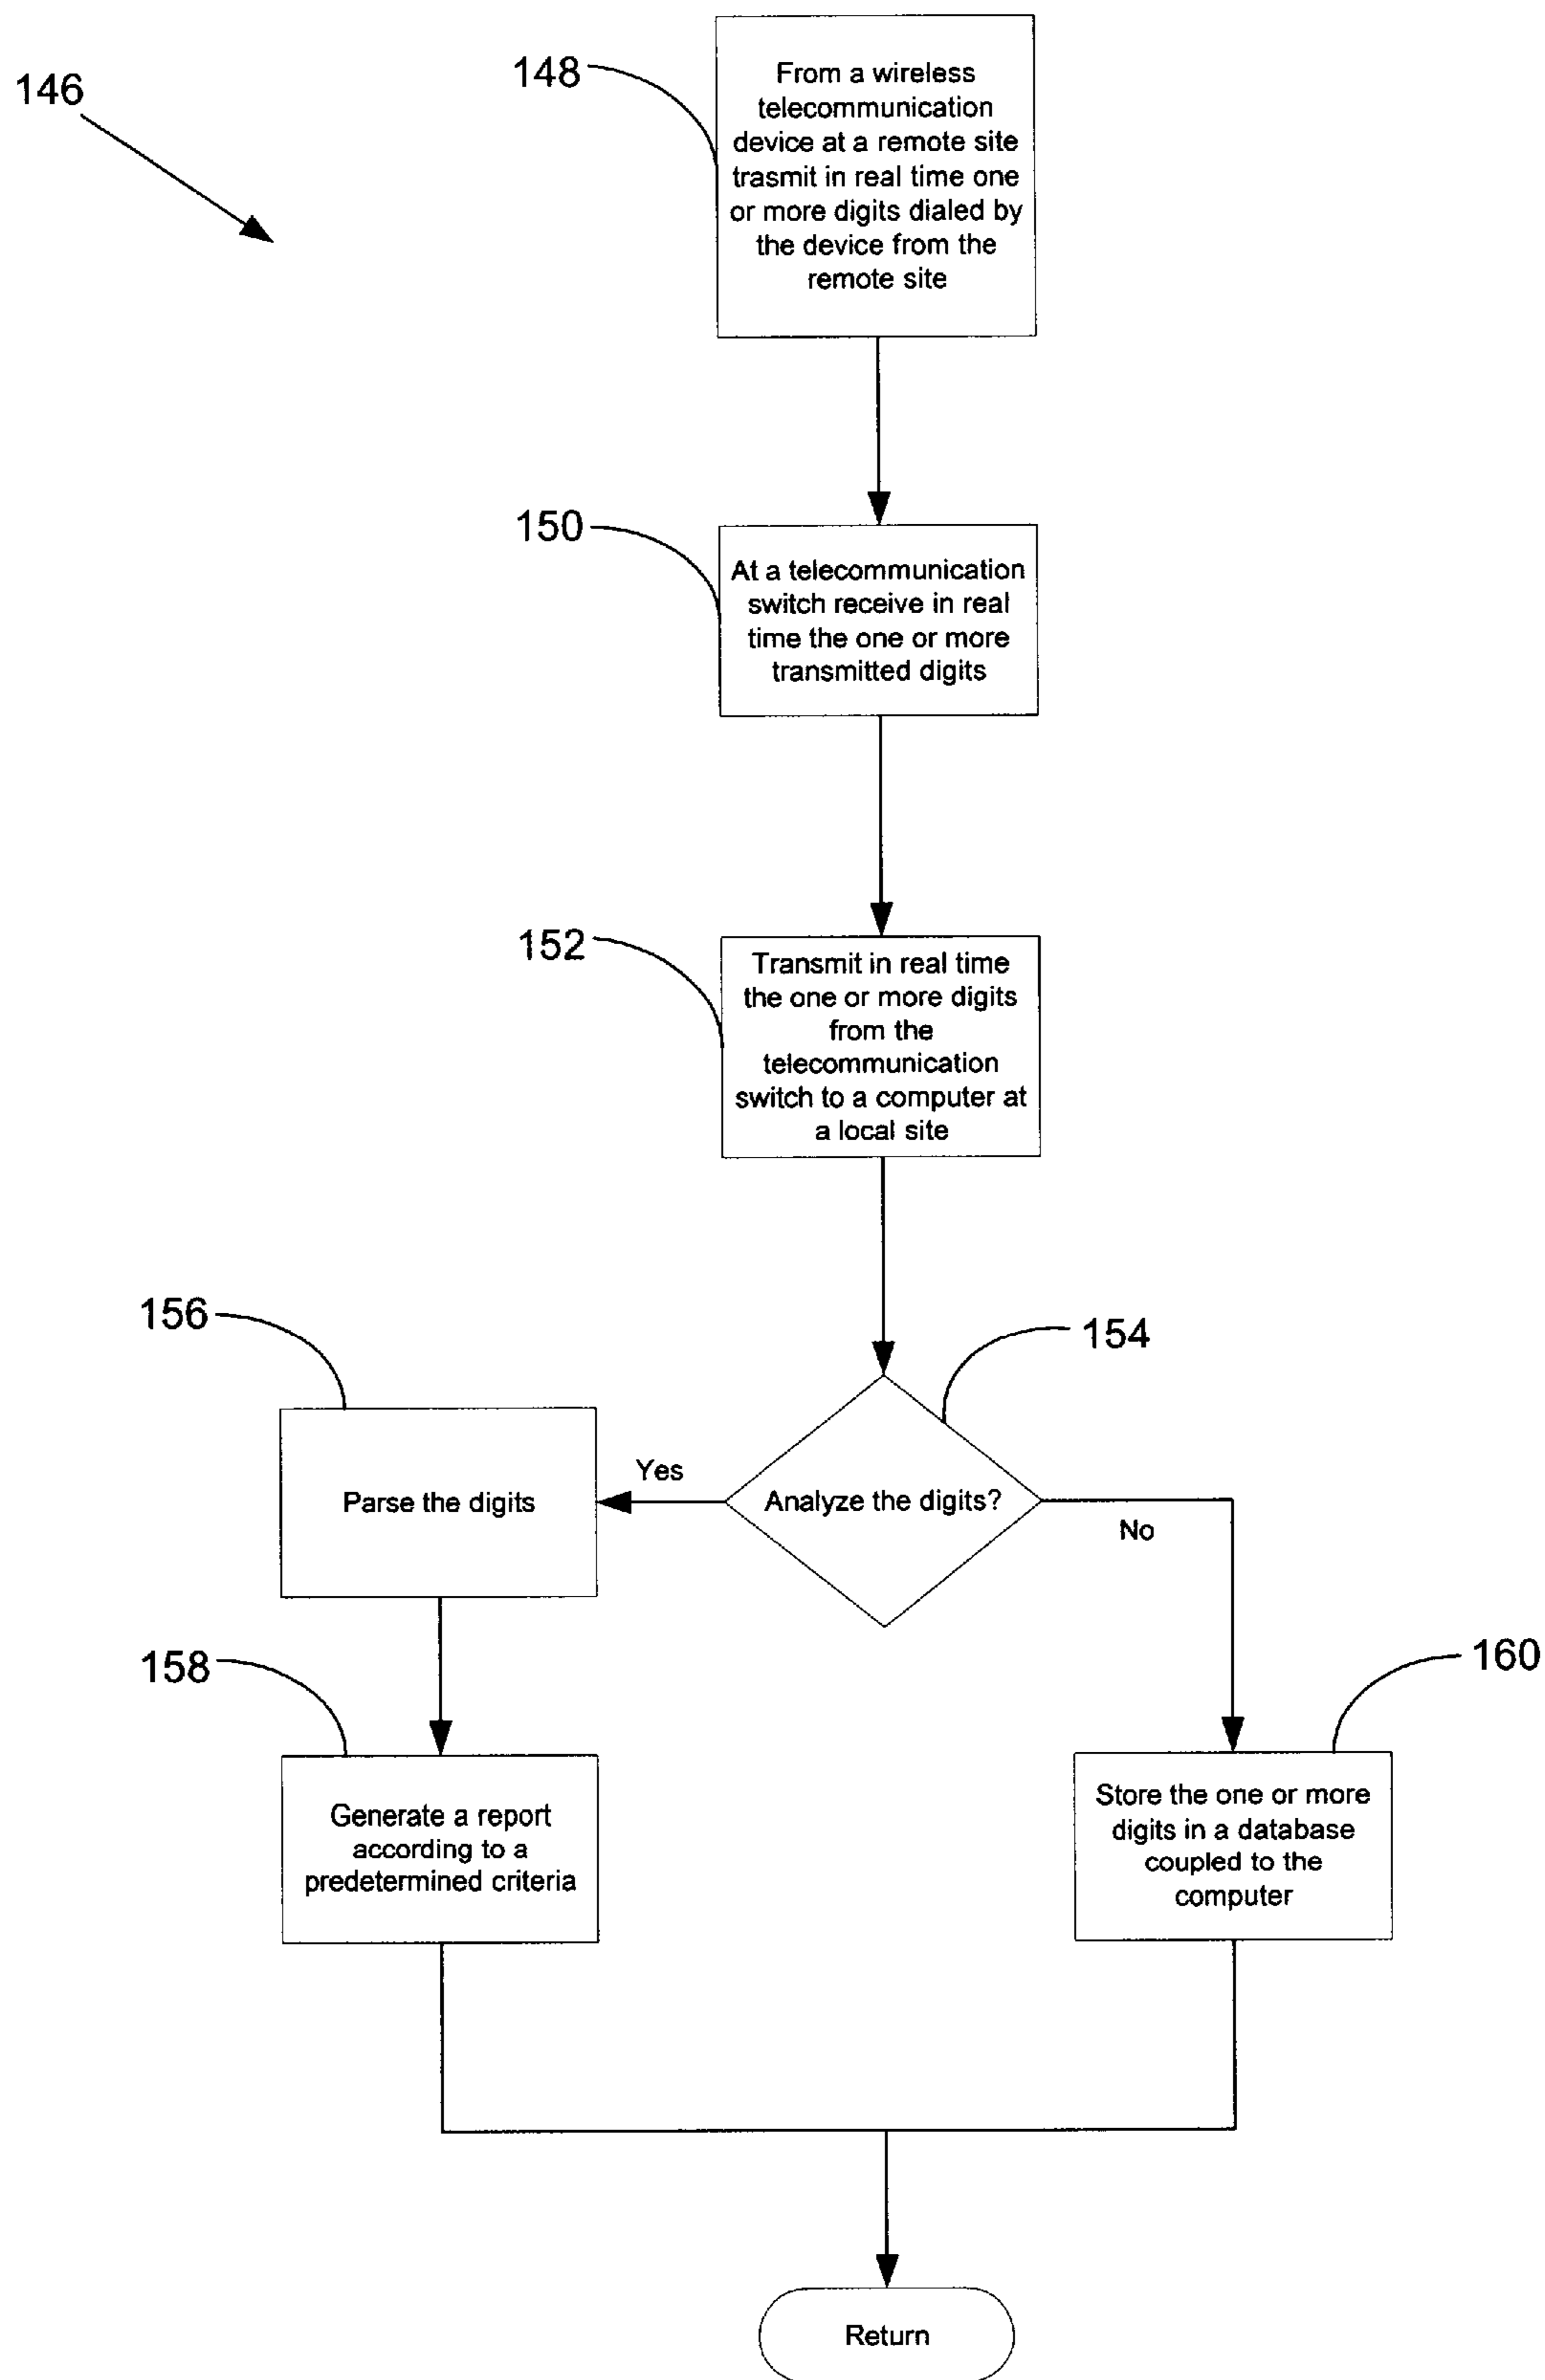 146
148
From a wireless
telecommunication
device at a remote site
trasmit in real time one
or more digits dialed by
the device from the
remote site
150
At a telecommunication
switch receive in real
time the one or more
transmitted digits
152
Transmit in real time
the one or more digits
from the
telecommunication
switch to a computer at
a local site
154
Analyze the digits?
Yes
No
156
Parse the digits
158
Generate a report
according to a
predetermined criteria
160
Store the one or more
digits in a database
coupled to the
computer
Return